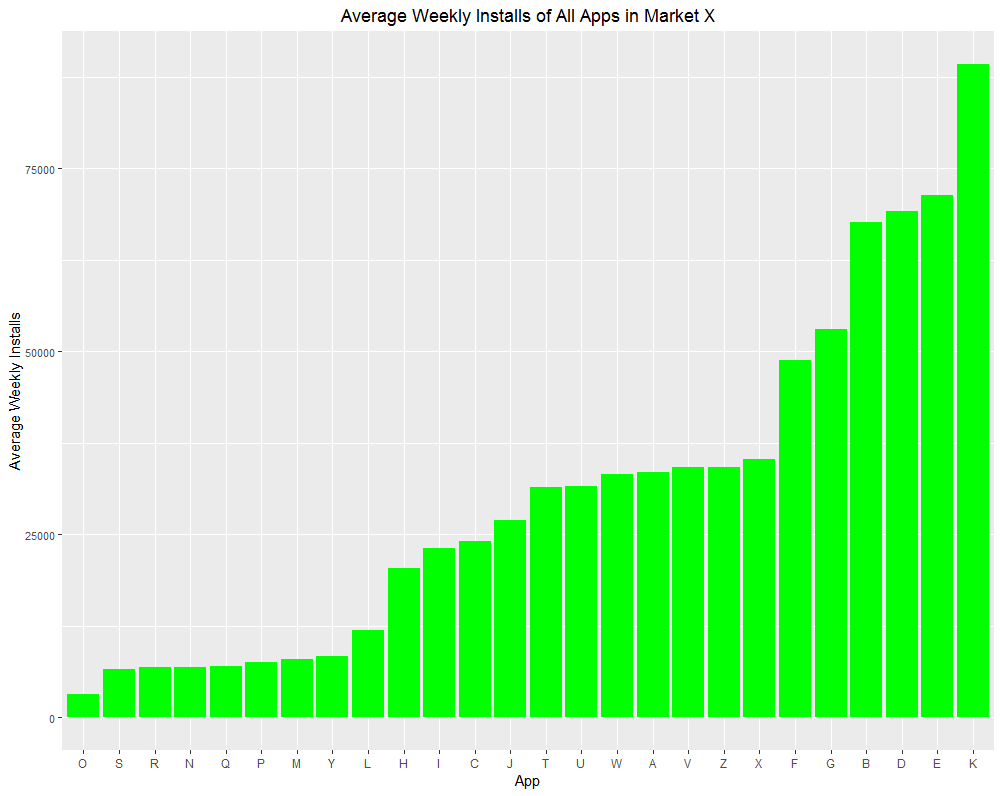 Average Weekly Installs of All Apps in Market X
Average Weekly Installs
75000
50000
25000
0
O S R N Q P M Y L H I C J T U W A V Z X F G B D E K
App